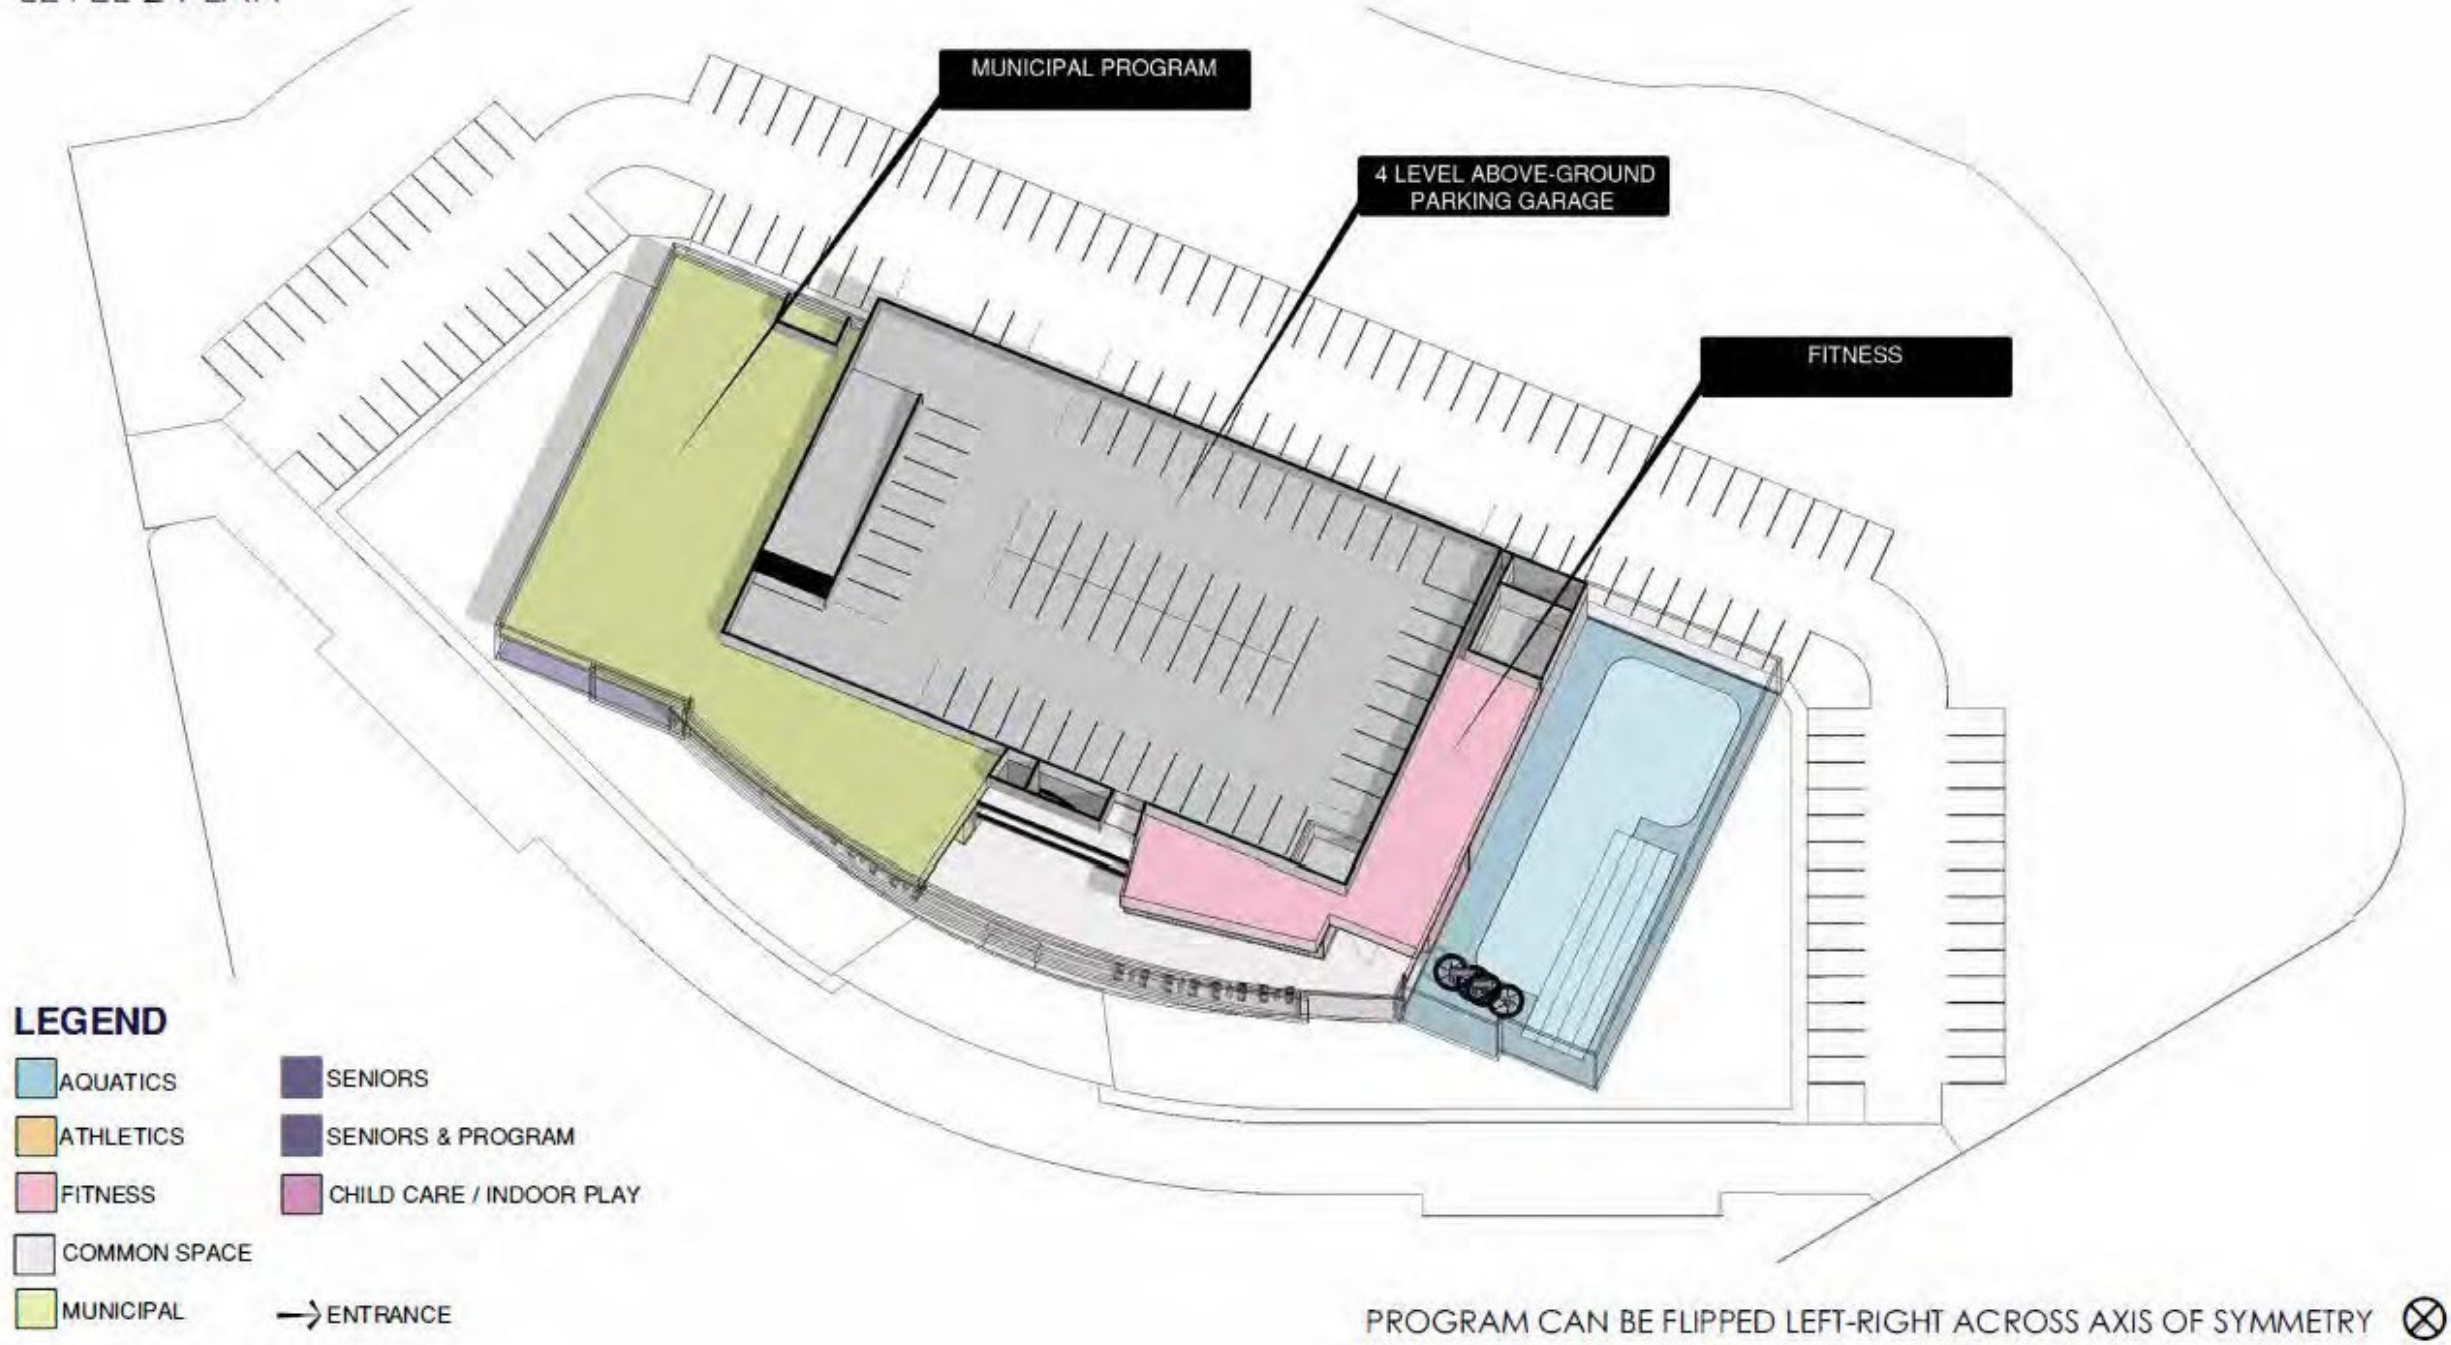 MUNICIPAL PROGRAM
4 LEVEL ABOVE-GROUND
PARKING GARAGE
FITNESS
LEGEND
AQUATICS
ATHLETICS
FITNESS
COMMON SPACE
MUNICIPAL
SENIORS
SENIORS & PROGRAM
CHILD CARE / INDOOR PLAY
ENTRANCE
PROGRAM CAN BE FLIPPED LEFT-RIGHT ACROSS AXIS OF SYMMETRY